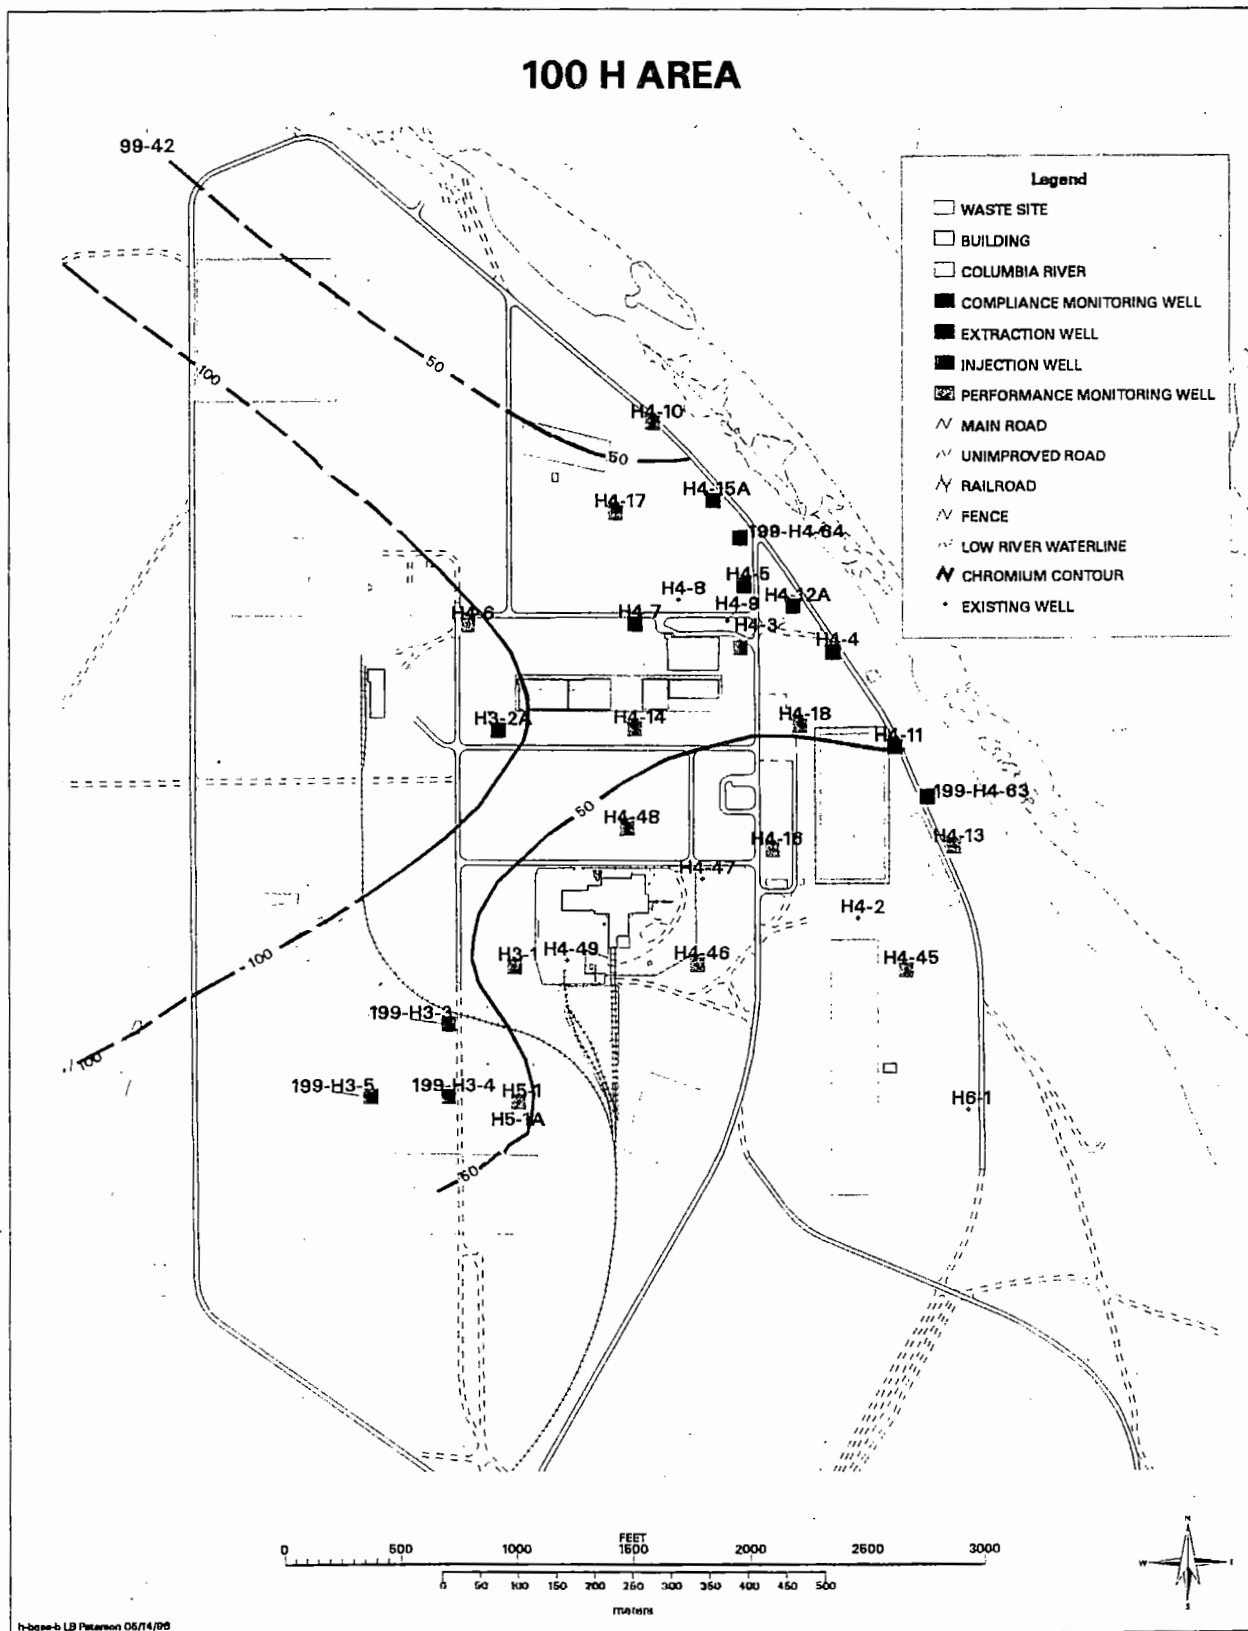 100 H AREA
99-42
Legend
WASTE SITE
BUILDING
COLUMBIA RIVER
COMPLIANCE MONITORING WELL
EXTRACTION WELL
INJECTION WELL
PERFORMANCE MONITORING WELL
MAIN ROAD
UNIMPROVED ROAD
RAILROAD
FENCE
LOW RIVER WATERLINE
CHROMIUM CONTOUR
EXISTING WELL
100
50
H4-10
50
H4-15A
H4-17
199-H4-64
H4-5
H4-8
H4-12A
H4-9
H4-6
H4-7
H4-3
H4-4
H3-2A
H4-14
H4-18
H4-11
199-H4-63
50
H4-48
H4-16
H4-13
H4-47
H4-2
100
H3-1
H4-49
H4-46
H4-45
199-H3-3
100
199-H3-5
199-H3-4
H5-1
H5-1A
H6-1
50
FEET
0 500 1000 1500 2000 2500 3000
0 50 100 150 200 250 300 350 400 450 500
meters
N
W
E
S